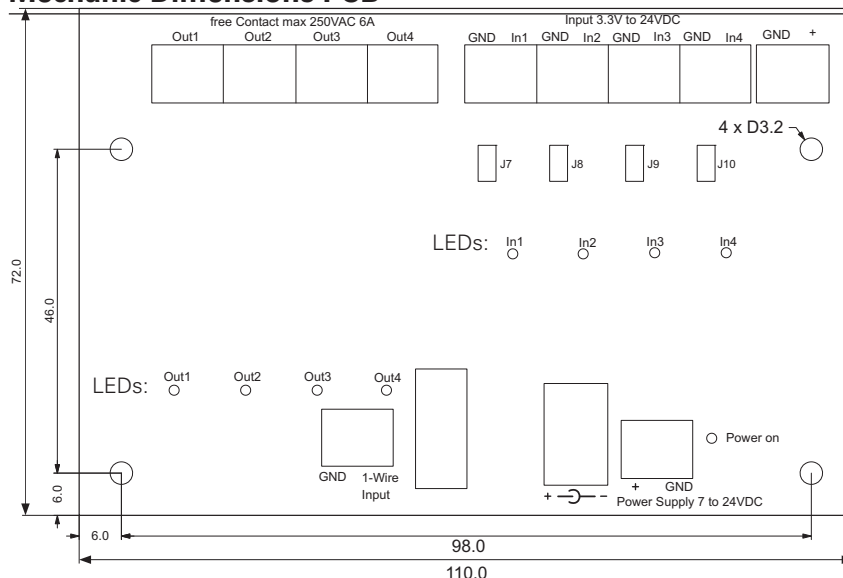 Mechanic Dimensions PCB
free Contact max 250VAC 6A
Input 3.3V to 24VDC
Out1 Out2 Out3 Out4 GND In1 GND In2 GND In3 GND In4 GND +
4 x D3.2
J7 J8 J9 J10
LEDs: In1 In2 In3 In4
72.0
46.0
LEDs: Out1 Out2 Out3 Out4
Power on
GND 1-Wire
Input
+ -
+ GND
Power Supply 7 to 24VDC
6.0
6.0
98.0
110.0